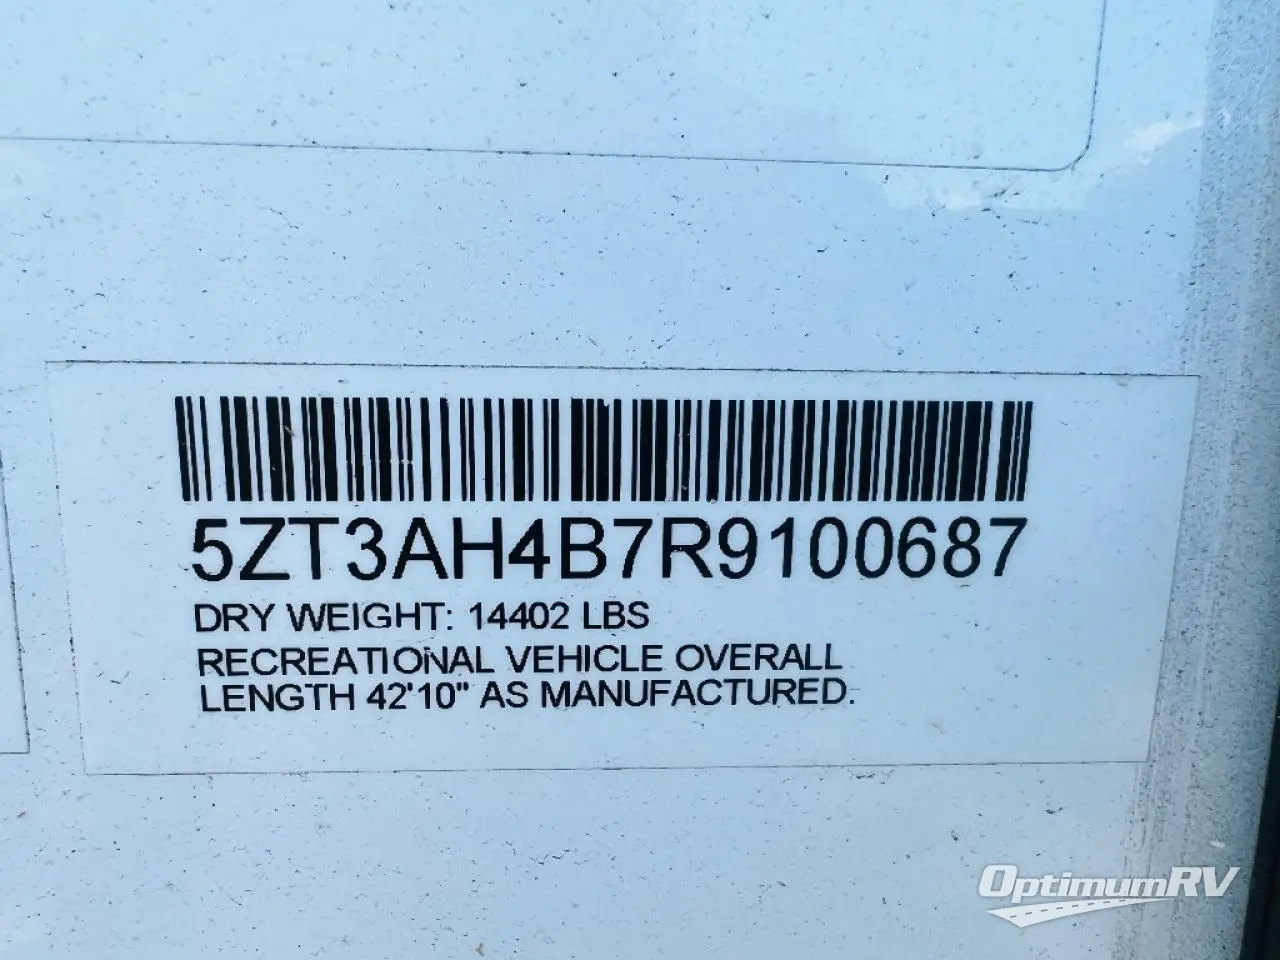 5ZT3AH4B7R9100687
DRY WEIGHT: 14402 LBS
RECREATIONAL VEHICLE OVERALL
LENGTH 42'10" AS MANUFACTURED.
OptimumRV